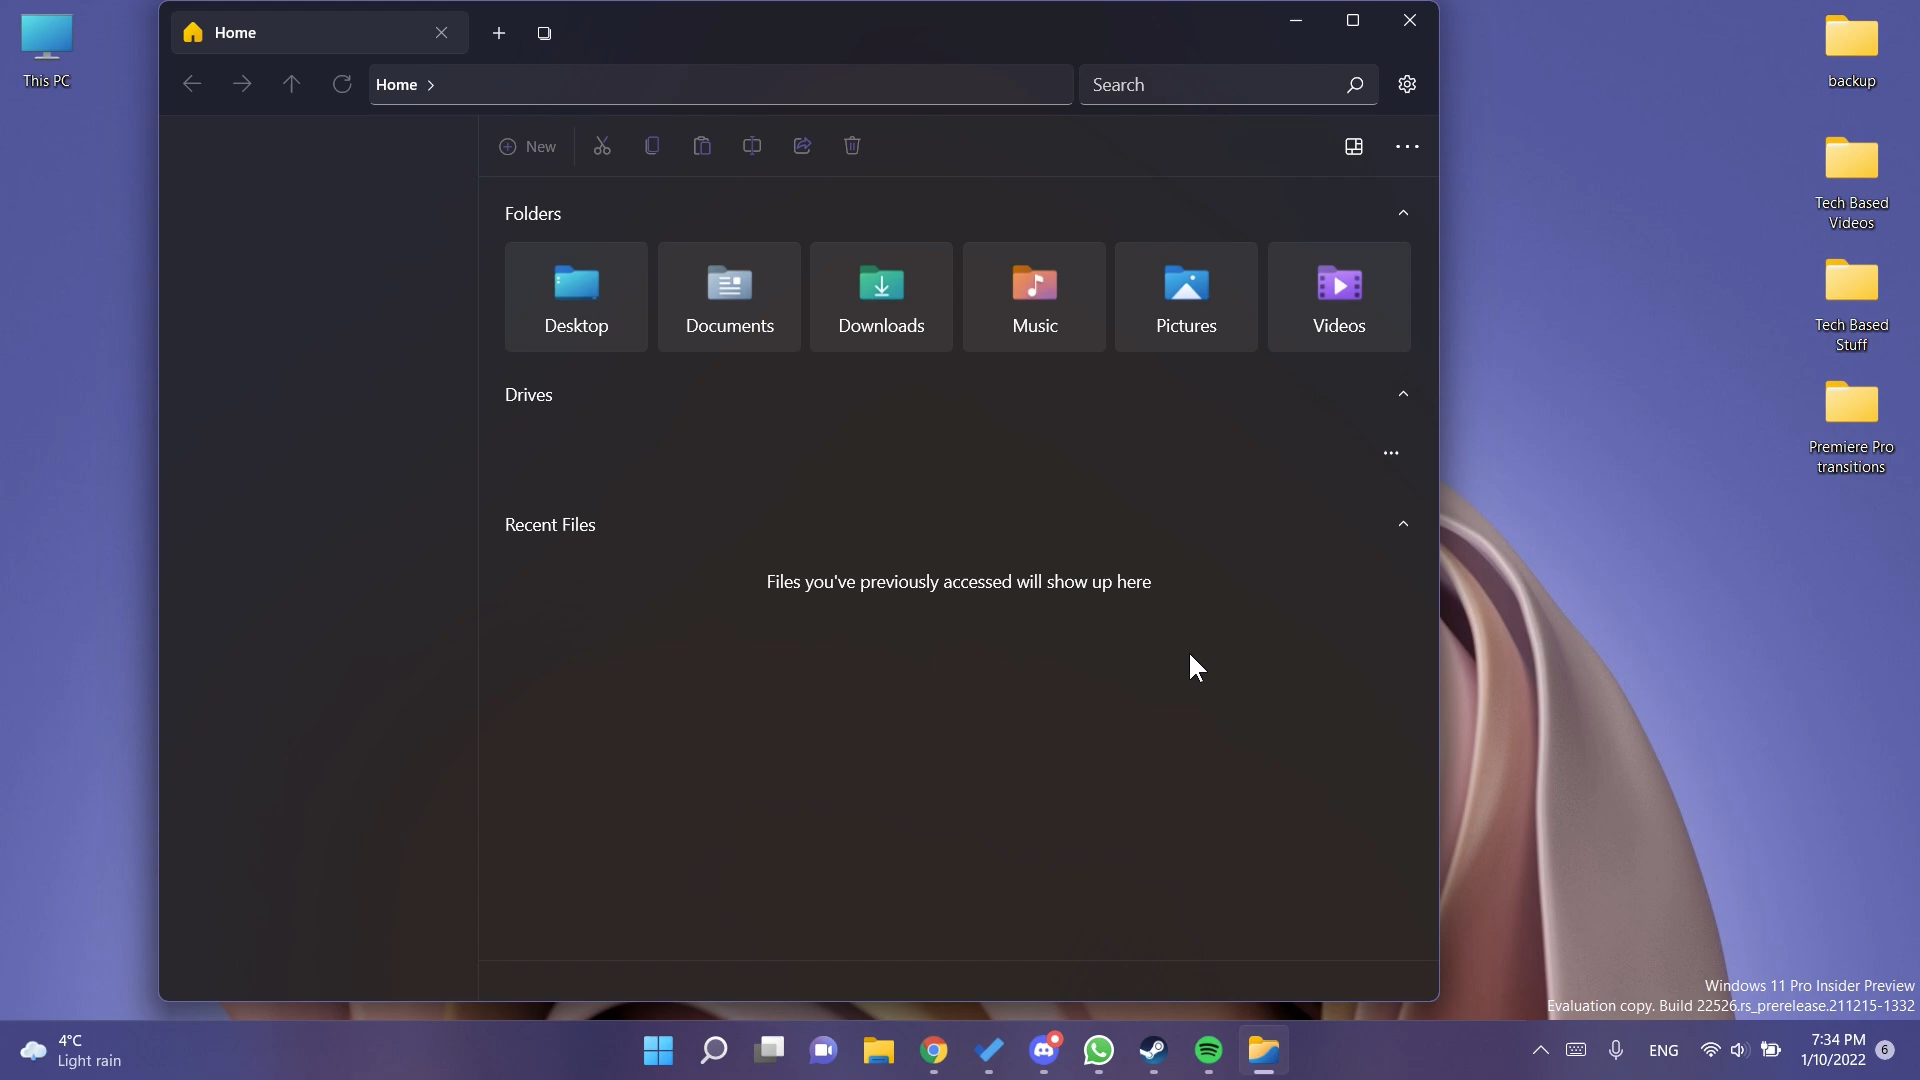 This PC
Home
Home
Search
New
Folders
Desktop
Documents
Downloads
Music
Pictures
Videos
Drives
Recent Files
Files you've previously accessed will show up here
backup
Tech Based
Videos
Tech Based
Stuff
Premiere Pro
transitions
Windows 11 Pro Insider Preview
Evaluation copy. Build 22526.rs_prerelease.211215-1332
4°C
Light rain
ENG
7:34 PM
1/10/2022
6